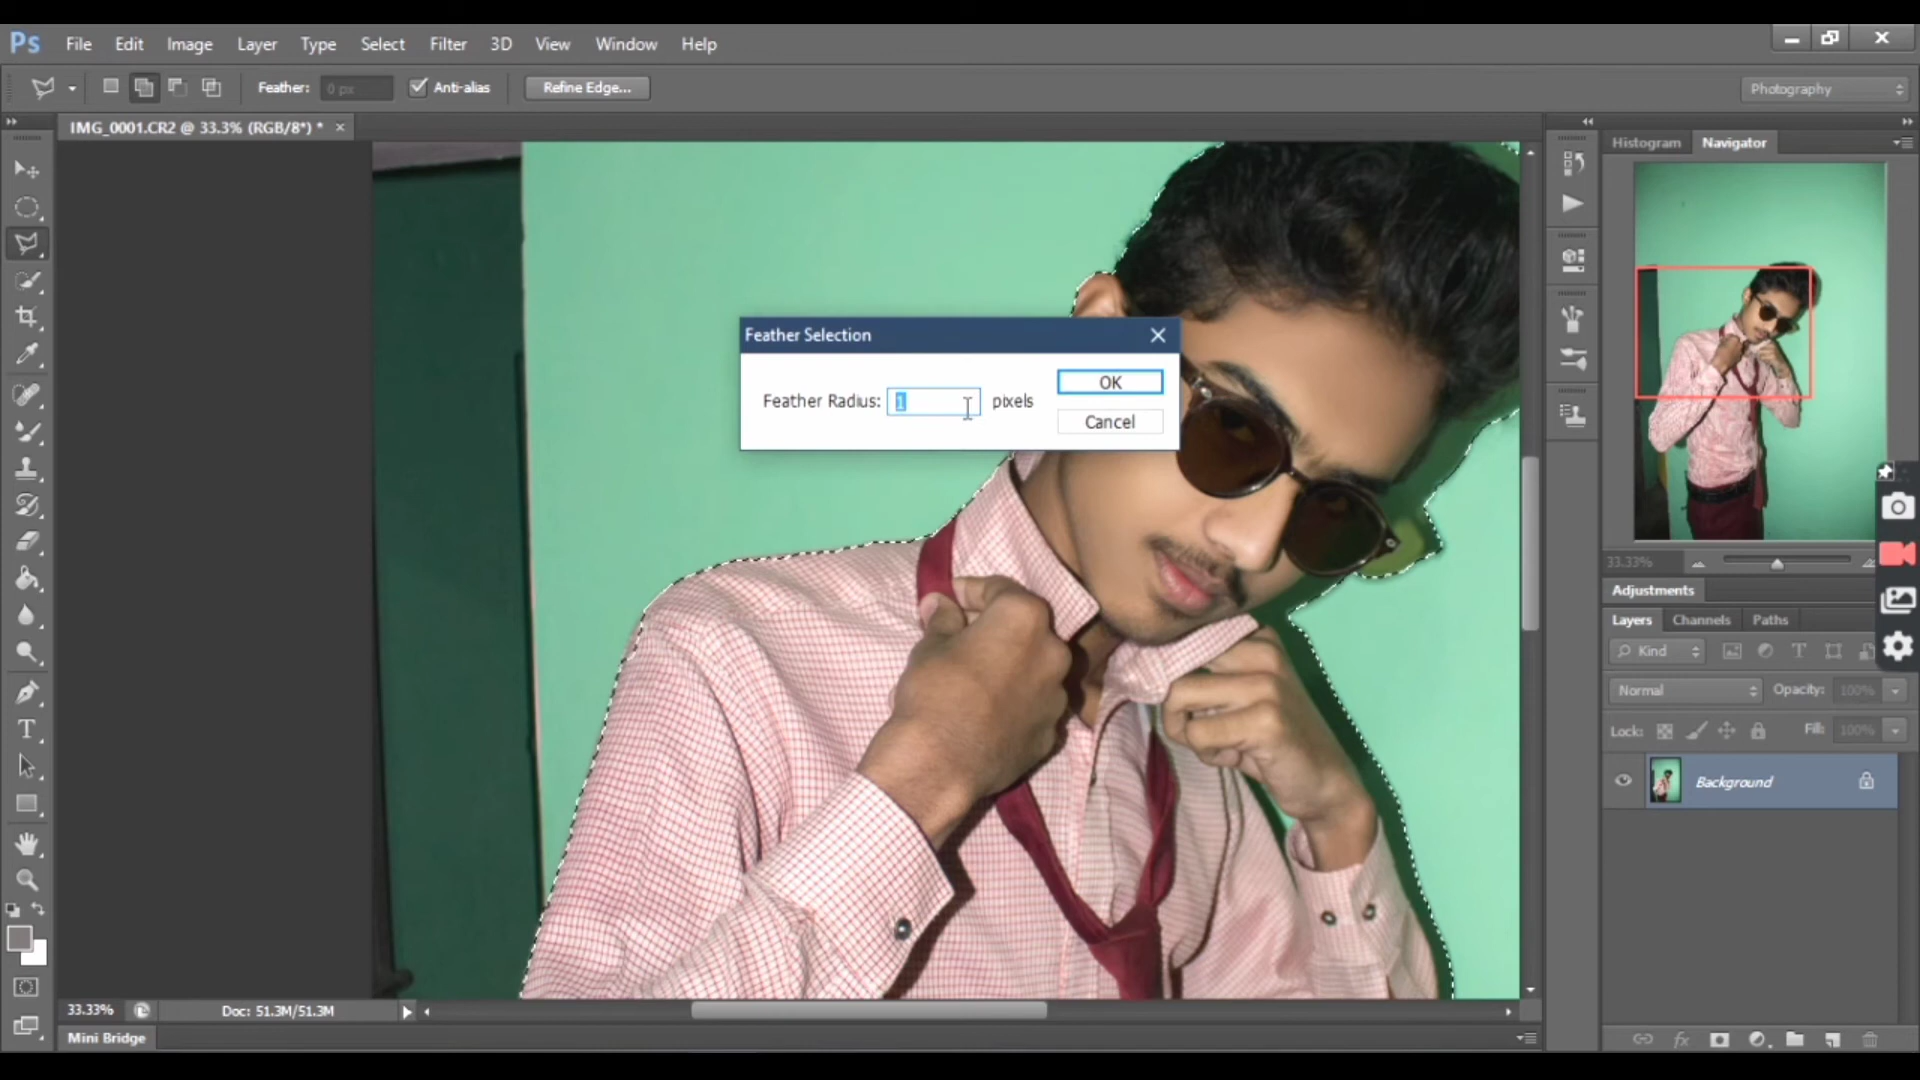 Ps File Edit Image Layer Type Select Filter 3D View Window Help
Feather: 0 px Anti-alias Refine Edge... Photography
IMG_0001.CR2 @ 33.3% (RGB/8*) * ×
Histogram Navigator
Feather Selection
Feather Radius: 1 pixels
OK
Cancel
33.33%
Adjustments
Layers Channels Paths
Kind
Normal Opacity: 100%
Lock: Fill: 100%
Background
33.33% Doc: 51.3M/51.3M
Mini Bridge